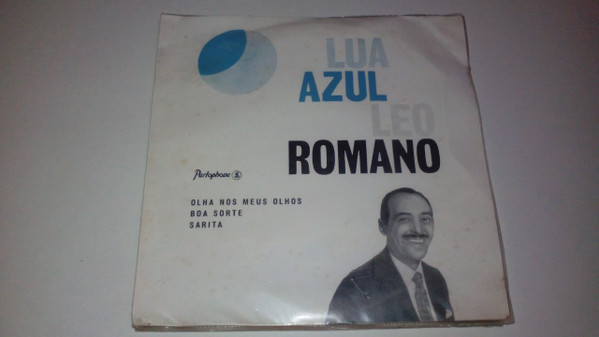 LUA
AZUL
LEO
ROMANO
Parlophone
OLHA NOS MEUS OLHOS
BOA SORTE
SARITA